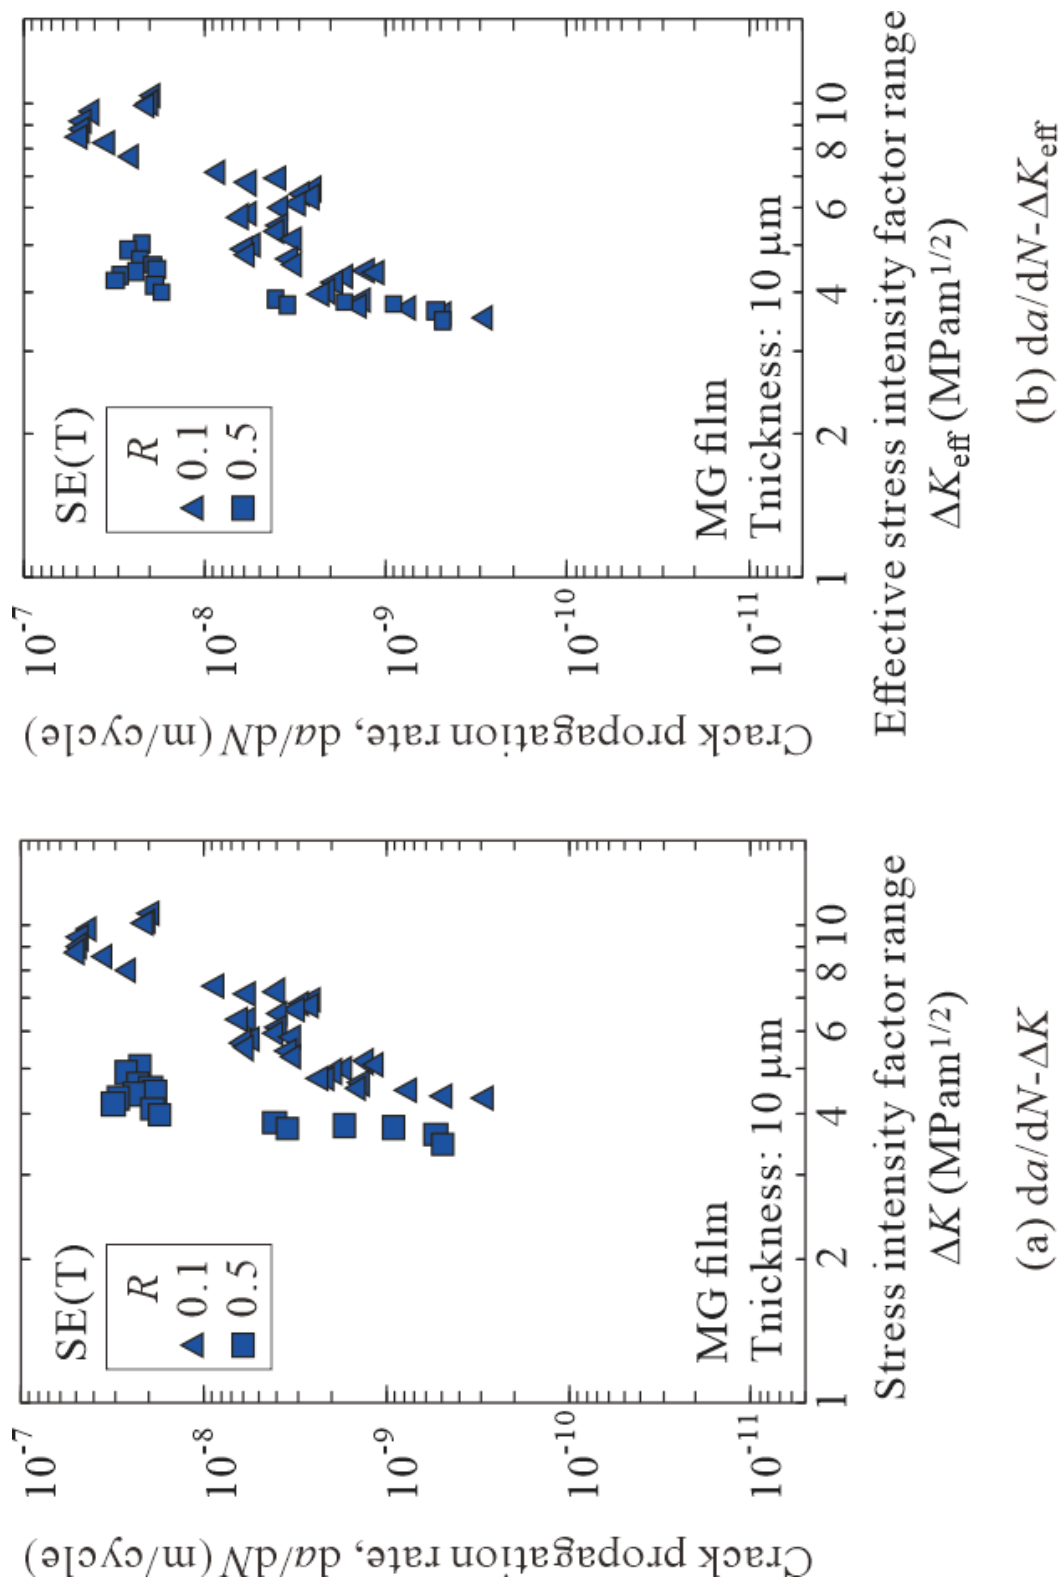 Crack propagation rate, da/dN (m/cycle)
10-7
10-8
10-9
10-10
10-11
SE(T)
R
0.1
0.5
MG film
Tnickness: 10 μm
1
2
4
6
8
10
Stress intensity factor range
ΔK (MPam1/2)
(a) da/dN-ΔK
Crack propagation rate, da/dN (m/cycle)
10-7
10-8
10-9
10-10
10-11
SE(T)
R
0.1
0.5
MG film
Tnickness: 10 μm
1
2
4
6
8
10
Effective stress intensity factor range
ΔKeff (MPam1/2)
(b) da/dN-ΔKeff